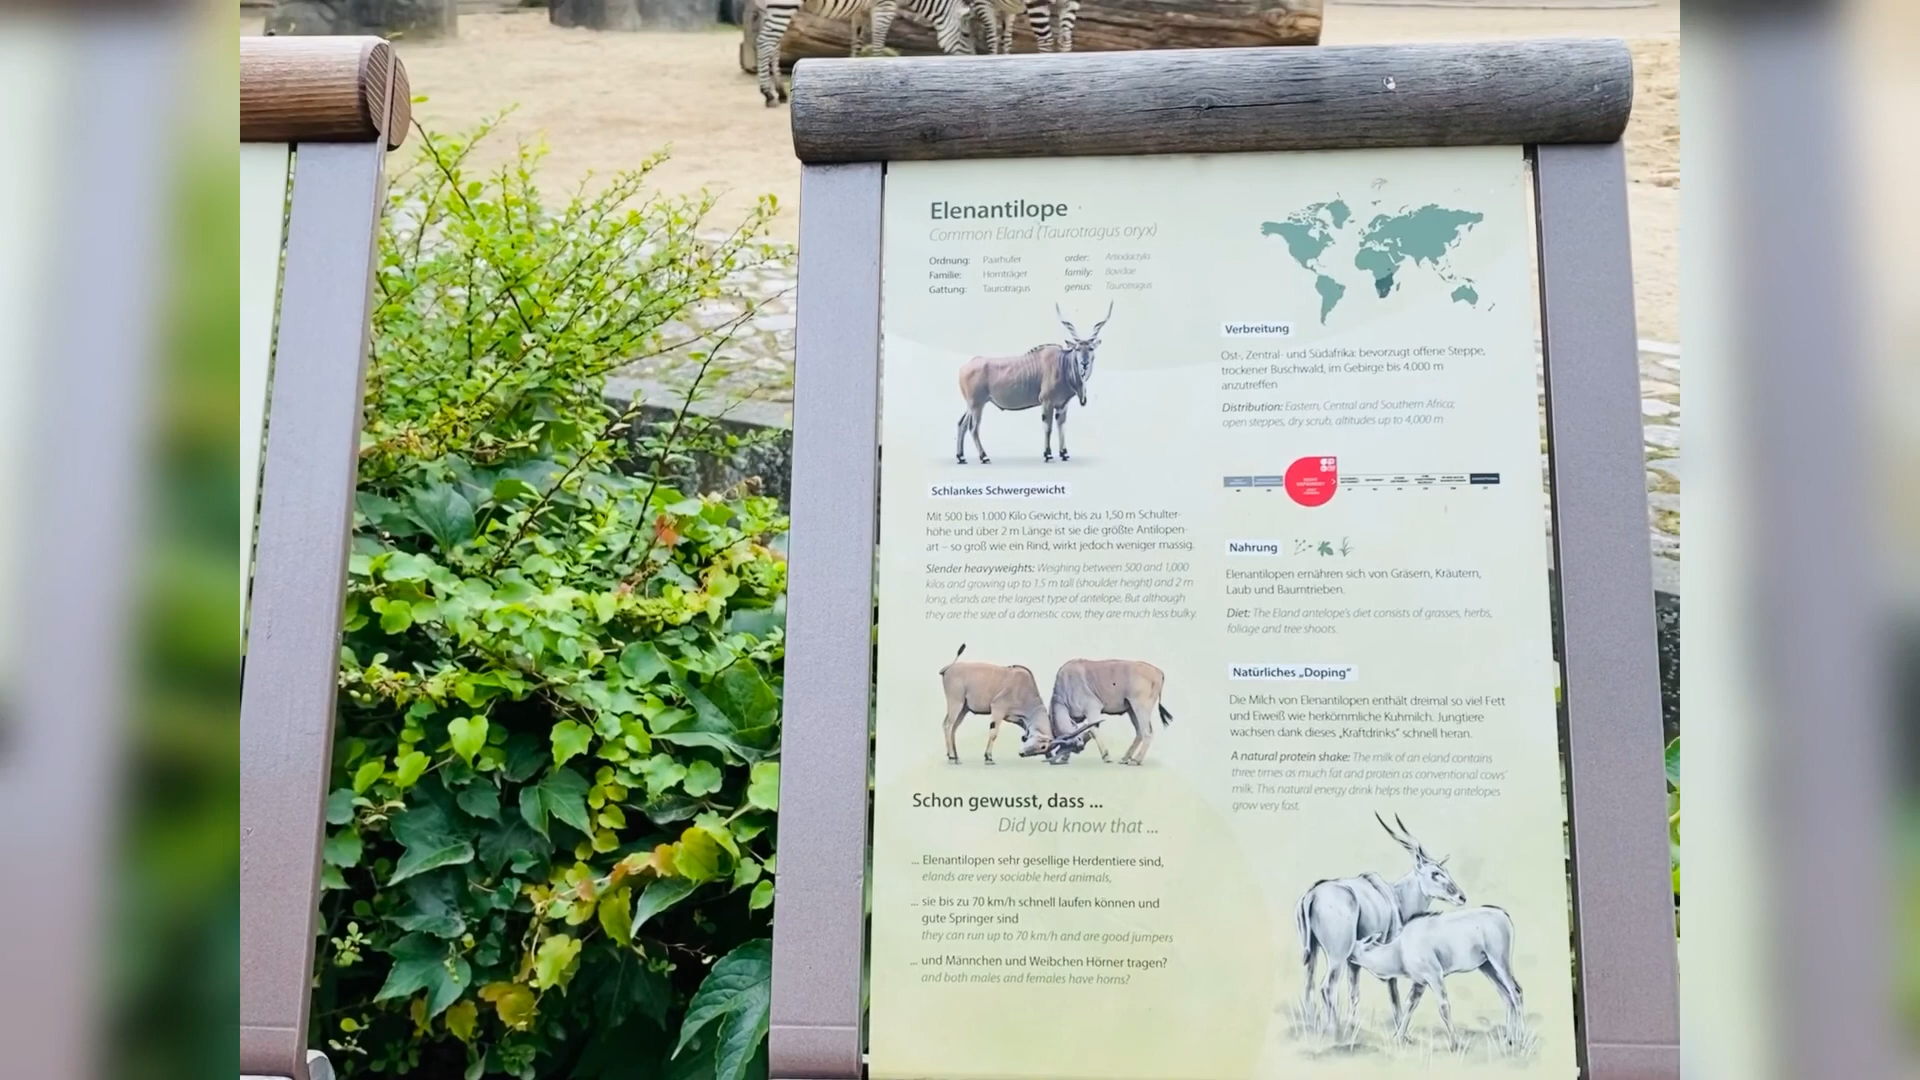 Elenantilope
Common Eland (Taurotragus oryx)
Ordnung: Paarhufer order: Artiodactyla
Familie: Hornträger family: Bovidae
Gattung: Taurotragus genus: Taurotragus
Schlankes Schwergewicht
Mit 500 bis 1.000 Kilo Gewicht, bis zu 1,50 m Schulter-
höhe und über 2 m Länge ist sie die größte Antilopen-
art – so groß wie ein Rind, wirkt jedoch weniger massig.
Slender heavyweights: Weighing between 500 and 1,000
kilos and growing up to 1.5 m tall (shoulder height) and 2 m
long, elands are the largest type of antelope. But although
they are the size of a domestic cow, they are much less bulky.
Schon gewusst, dass ...
Did you know that ...
... Elenantilopen sehr gesellige Herdentiere sind,
elands are very sociable herd animals,
... sie bis zu 70 km/h schnell laufen können und
gute Springer sind
they can run up to 70 km/h and are good jumpers
... und Männchen und Weibchen Hörner tragen?
and both males and females have horns?
Verbreitung
Ost-, Zentral- und Südafrika: bevorzugt offene Steppe,
trockener Buschwald, im Gebirge bis 4.000 m
anzutreffen
Distribution: Eastern, Central and Southern Africa;
open steppes, dry scrub, altitudes up to 4,000 m
Nahrung
Elenantilopen ernähren sich von Gräsern, Kräutern,
Laub und Baumtrieben.
Diet: The Eland antelope's diet consists of grasses, herbs,
foliage and tree shoots.
Natürliches „Doping“
Die Milch von Elenantilopen enthält dreimal so viel Fett
und Eiweiß wie herkömmliche Kuhmilch. Jungtiere
wachsen dank dieses „Kraftdrinks“ schnell heran.
A natural protein shake: The milk of an eland contains
three times as much fat and protein as conventional cows'
milk. This natural energy drink helps the young antelopes
grow very fast.